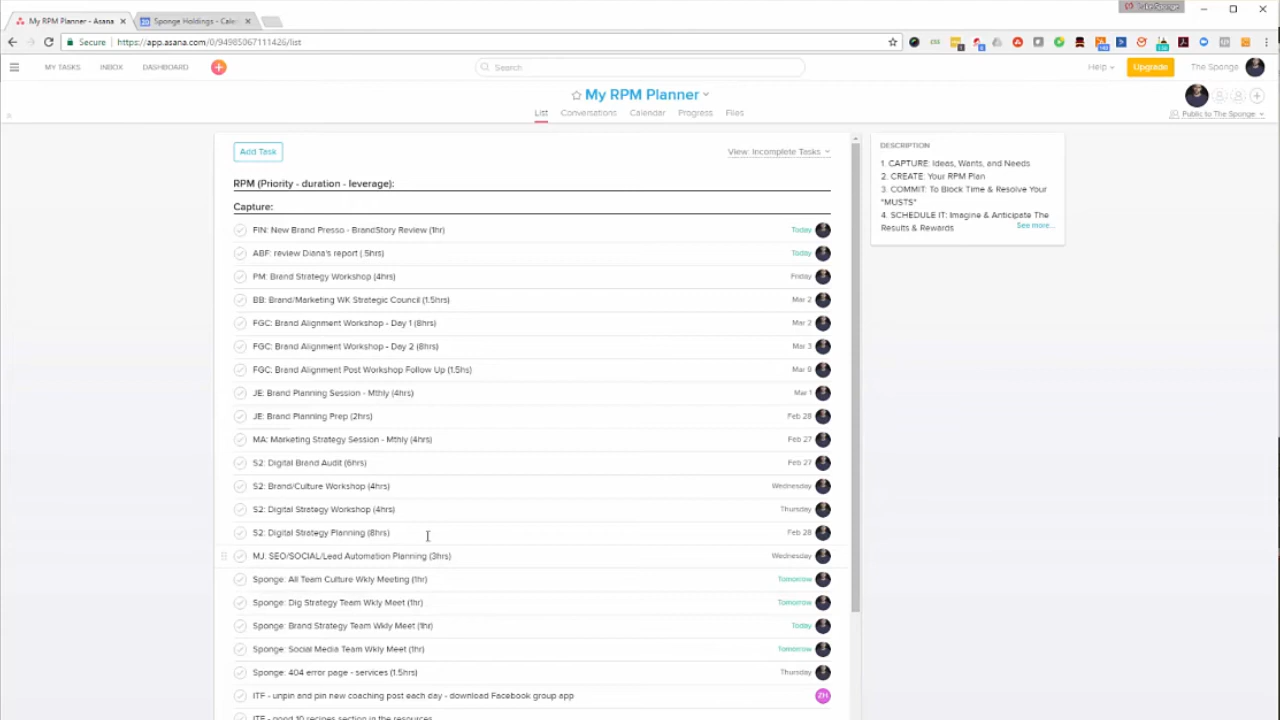 My RPM Planner - Asana
Sponge Holdings - Cale
Secure
https://app.asana.com/0/94985067111426/list
MY TASKS
INBOX
DASHBOARD
Search
Help
Upgrade
The Sponge
My RPM Planner
List
Conversations
Calendar
Progress
Files
Public to The Sponge
Add Task
View: Incomplete Tasks
RPM (Priority - duration - leverage):
Capture:
FIN: New Brand Presso - BrandStory Review (1hr) Today
ABF: review Diana's report (.5hrs) Today
PM: Brand Strategy Workshop (4hrs) Friday
BB: Brand/Marketing WK Strategic Council (1.5hrs) Mar 2
FGC: Brand Alignment Workshop - Day 1 (8hrs) Mar 2
FGC: Brand Alignment Workshop - Day 2 (8hrs) Mar 3
FGC: Brand Alignment Post Workshop Follow Up (1.5hs) Mar
JE: Brand Planning Session - Mthly (4hrs) Mar 1
JE: Brand Planning Prep (2hrs) Feb 28
MA: Marketing Strategy Session - Mthly (4hrs) Feb 27
S2: Digital Brand Audit (6hrs) Feb 27
S2: Brand/Culture Workshop (4hrs) Wednesday
S2: Digital Strategy Workshop (4hrs) Thursday
S2: Digital Strategy Planning (8hrs) Feb 28
MJ: SEO/SOCIAL/Lead Automation Planning (3hrs) Wednesday
Sponge: All Team Culture Wkly Meeting (1hr) Tomorrow
Sponge: Dig Strategy Team Wkly Meet (1hr) Tomorrow
Sponge: Brand Strategy Team Wkly Meet (1hr) Today
Sponge: Social Media Team Wkly Meet (1hr) Tomorrow
Sponge: 404 error page - services (1.5hrs) Thursday
ITF - unpin and pin new coaching post each day - download Facebook group app ZH
DESCRIPTION
1. CAPTURE: Ideas, Wants, and Needs
2. CREATE: Your RPM Plan
3. COMMIT: To Block Time & Resolve Your
"MUSTS"
4. SCHEDULE IT: Imagine & Anticipate The
Results & Rewards See more...